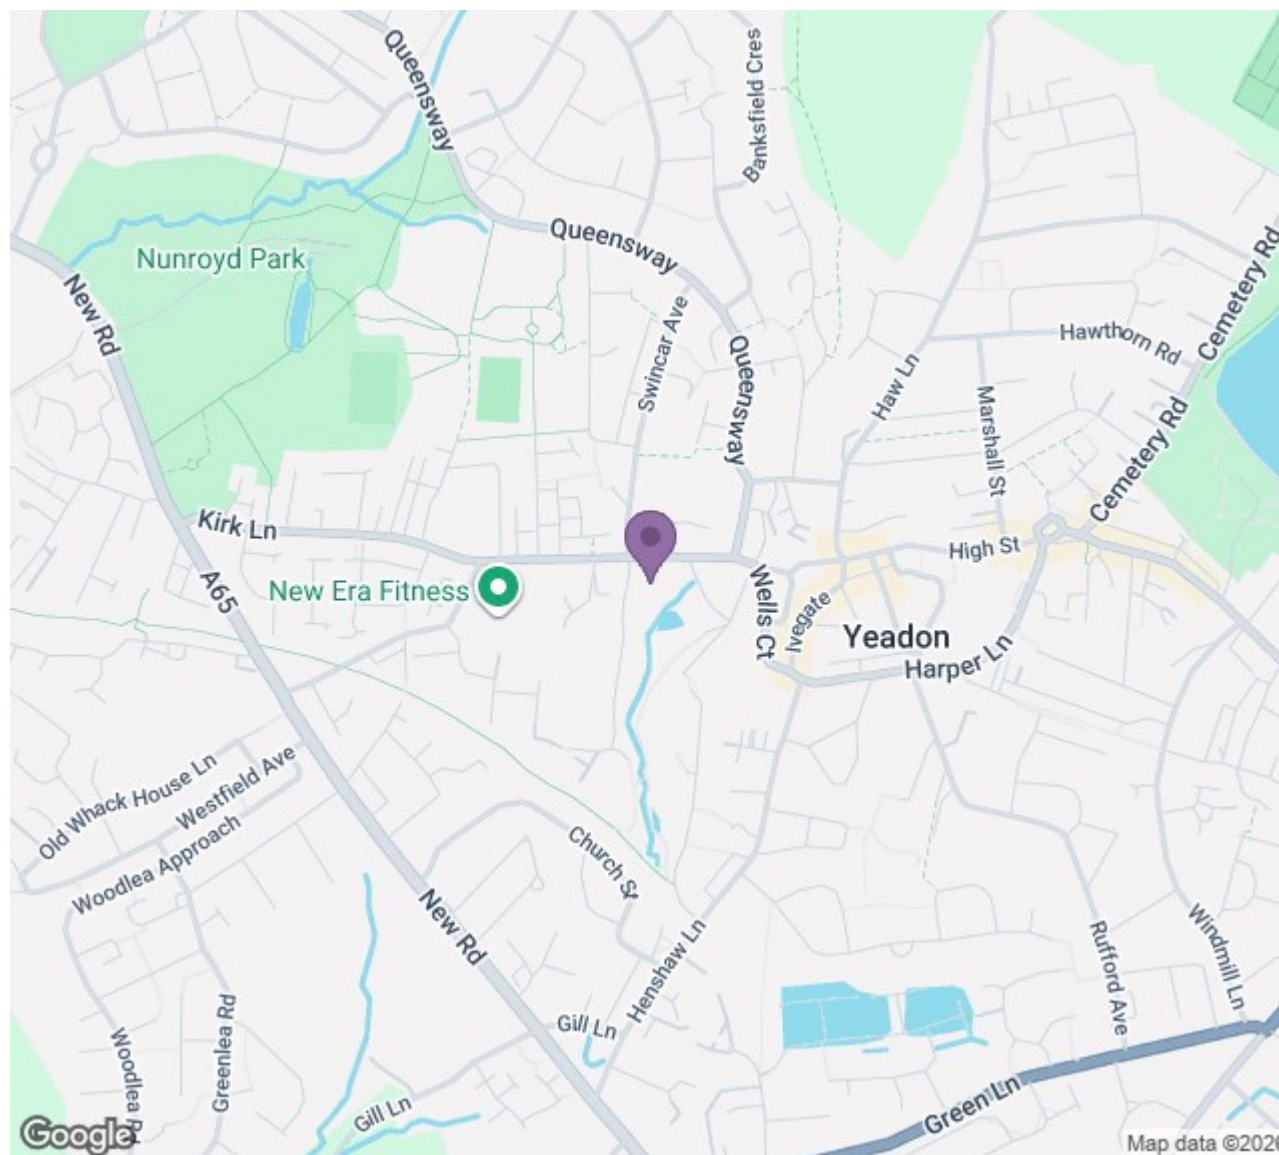 Queensway
Banksfield Cres
Queensway
Cemetery Rd
Nunroyd Park
New Rd
Swincar Ave
Queensway
Hawthorn Rd
Haw Ln
Marshall St
Cemetery Rd
Kirk Ln
High St
A65
New Era Fitness
Wells Ct
Ivegate
Yeadon
Harper Ln
Old Whack House Ln
Westfield Ave
Woodlea Approach
Church St
New Rd
Henshaw Ln
Rufford Ave
Windmill Ln
Greenlea Rd
Woodlea Rd
Gill Ln
Gill Ln
Green Ln
Google
Map data ©2026